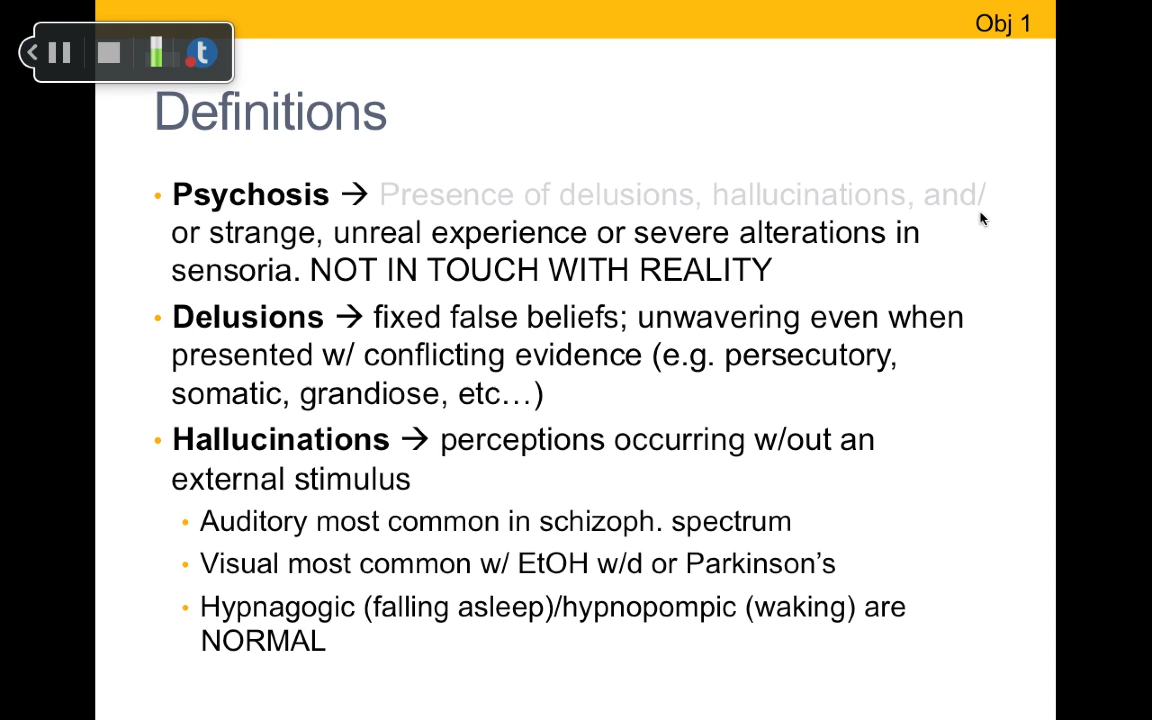 Obj 1
t
Definitions
• Psychosis → Presence of delusions, hallucinations, and/
or strange, unreal experience or severe alterations in
sensoria. NOT IN TOUCH WITH REALITY
• Delusions → fixed false beliefs; unwavering even when
presented w/ conflicting evidence (e.g. persecutory,
somatic, grandiose, etc…)
• Hallucinations → perceptions occurring w/out an
external stimulus
• Auditory most common in schizoph. spectrum
• Visual most common w/ EtOH w/d or Parkinson’s
• Hypnagogic (falling asleep)/hypnopompic (waking) are
NORMAL